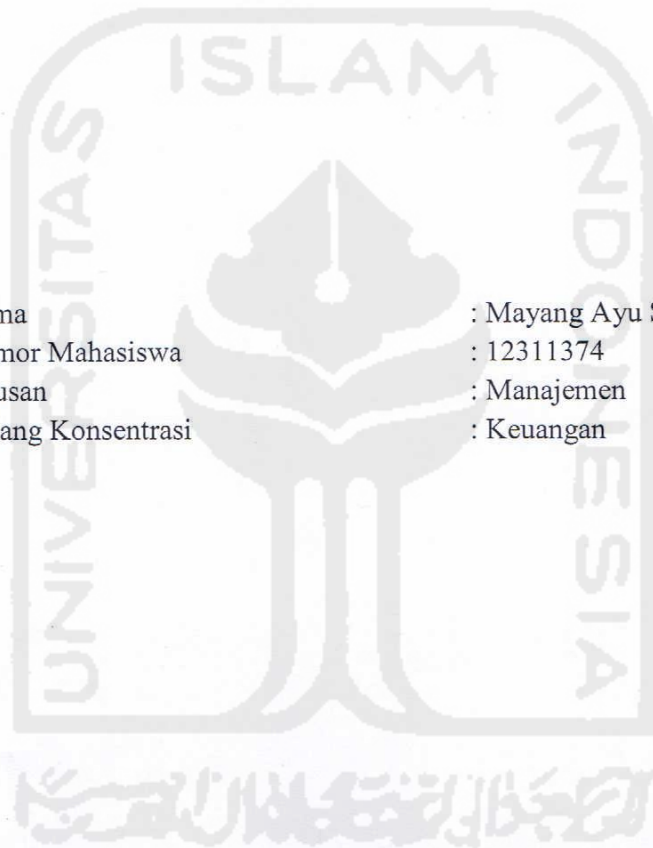 ISLAM
UNIVERSITAS
INDONESIA
ma : Mayang Ayu S
mor Mahasiswa : 12311374
usan : Manajemen
ang Konsentrasi : Keuangan